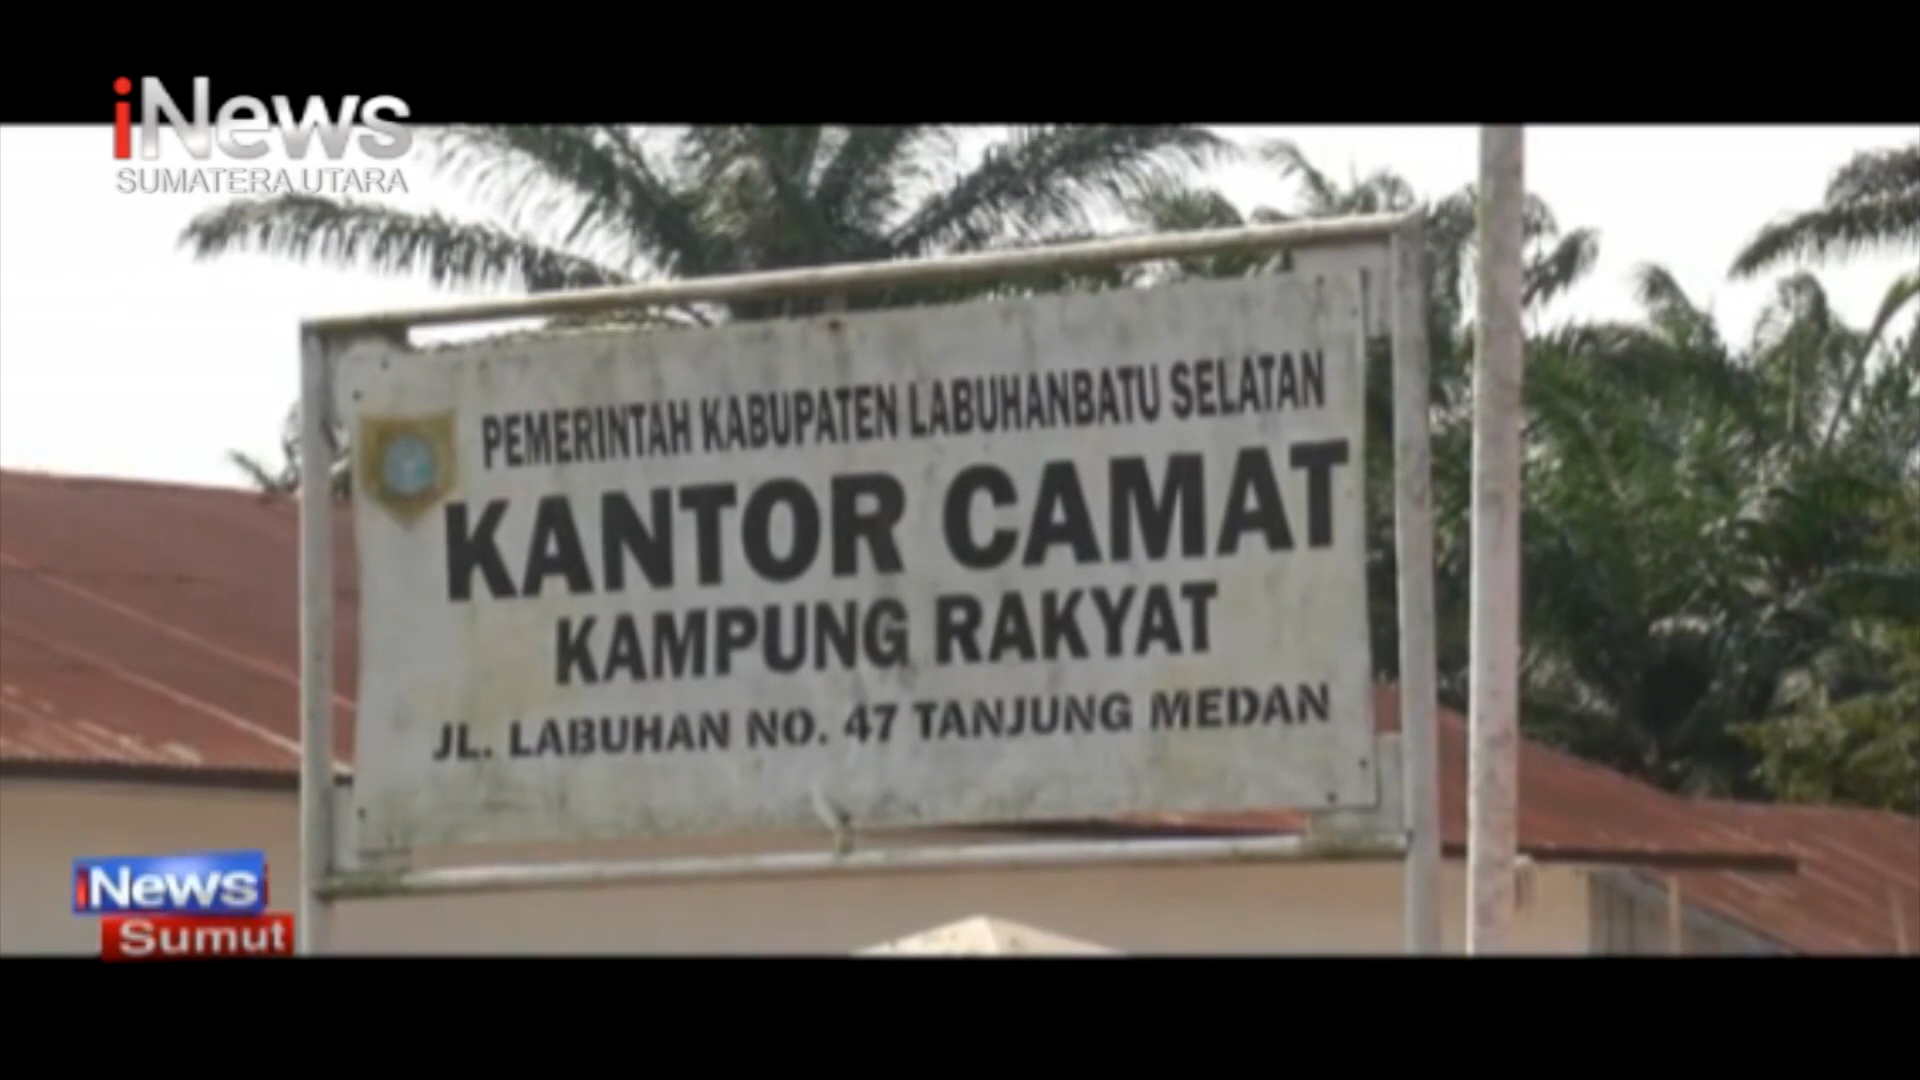 iNews
SUMATERA UTARA
PEMERINTAH KABUPATEN LABUHANBATU SELATAN
KANTOR CAMAT
KAMPUNG RAKYAT
JL. LABUHAN NO. 47 TANJUNG MEDAN
iNews
Sumut